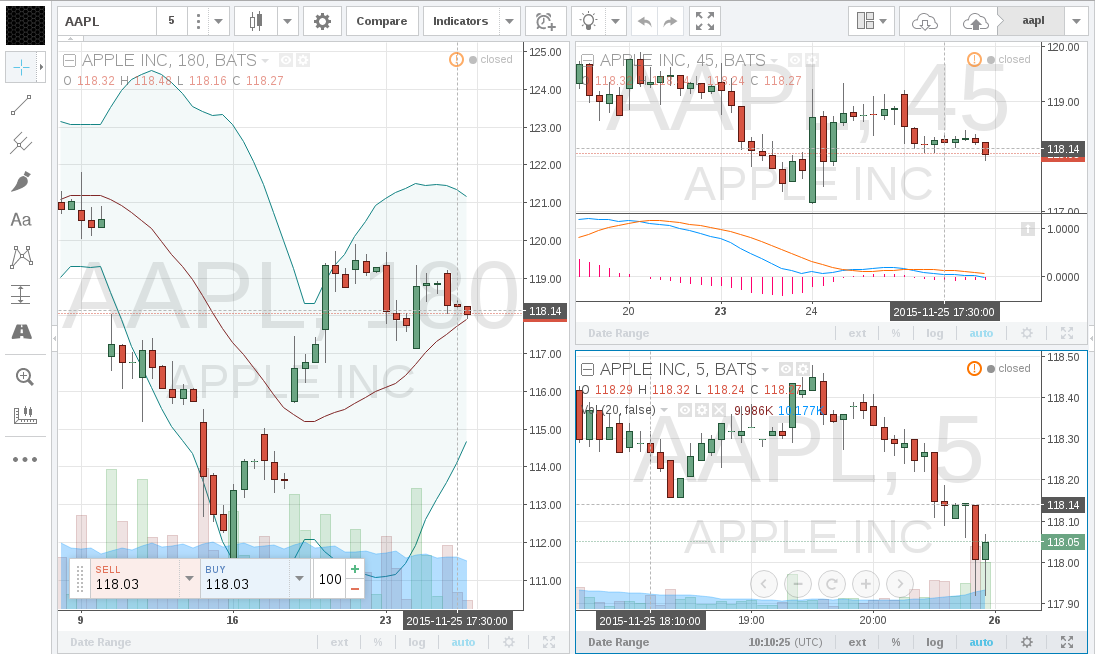 AAPL 5 Compare Indicators aapl
APPLE INC, 180, BATS closed
O 118.32 H 118.48 L 118.16 C 118.27
AAPL, 180
APPLE INC
125.00
124.00
123.00
122.00
121.00
120.00
119.00
118.14
117.00
116.00
115.00
114.00
113.00
112.00
111.00
SELL
118.03
BUY
118.03
100
9 16 23 2015-11-25 17:30:00
Date Range ext % log auto
APPLE INC, 45, BATS closed
C 118.27
AAPL, 45
APPLE INC
120.00
119.00
118.14
117.00
1.0000
0.0000
20 23 24 2015-11-25 17:30:00
Date Range ext % log auto
APPLE INC, 5, BATS closed
O 118.29 H 118.32 L 118.24 C
Vol (20, false) 9.986K 10.177K
AAPL, 5
APPLE INC
118.50
118.40
118.30
118.20
118.14
118.10
118.05
118.00
117.90
2015-11-25 18:10:00 19:00 20:00 26
Date Range 10:10:25 (UTC) ext % log auto
Aa